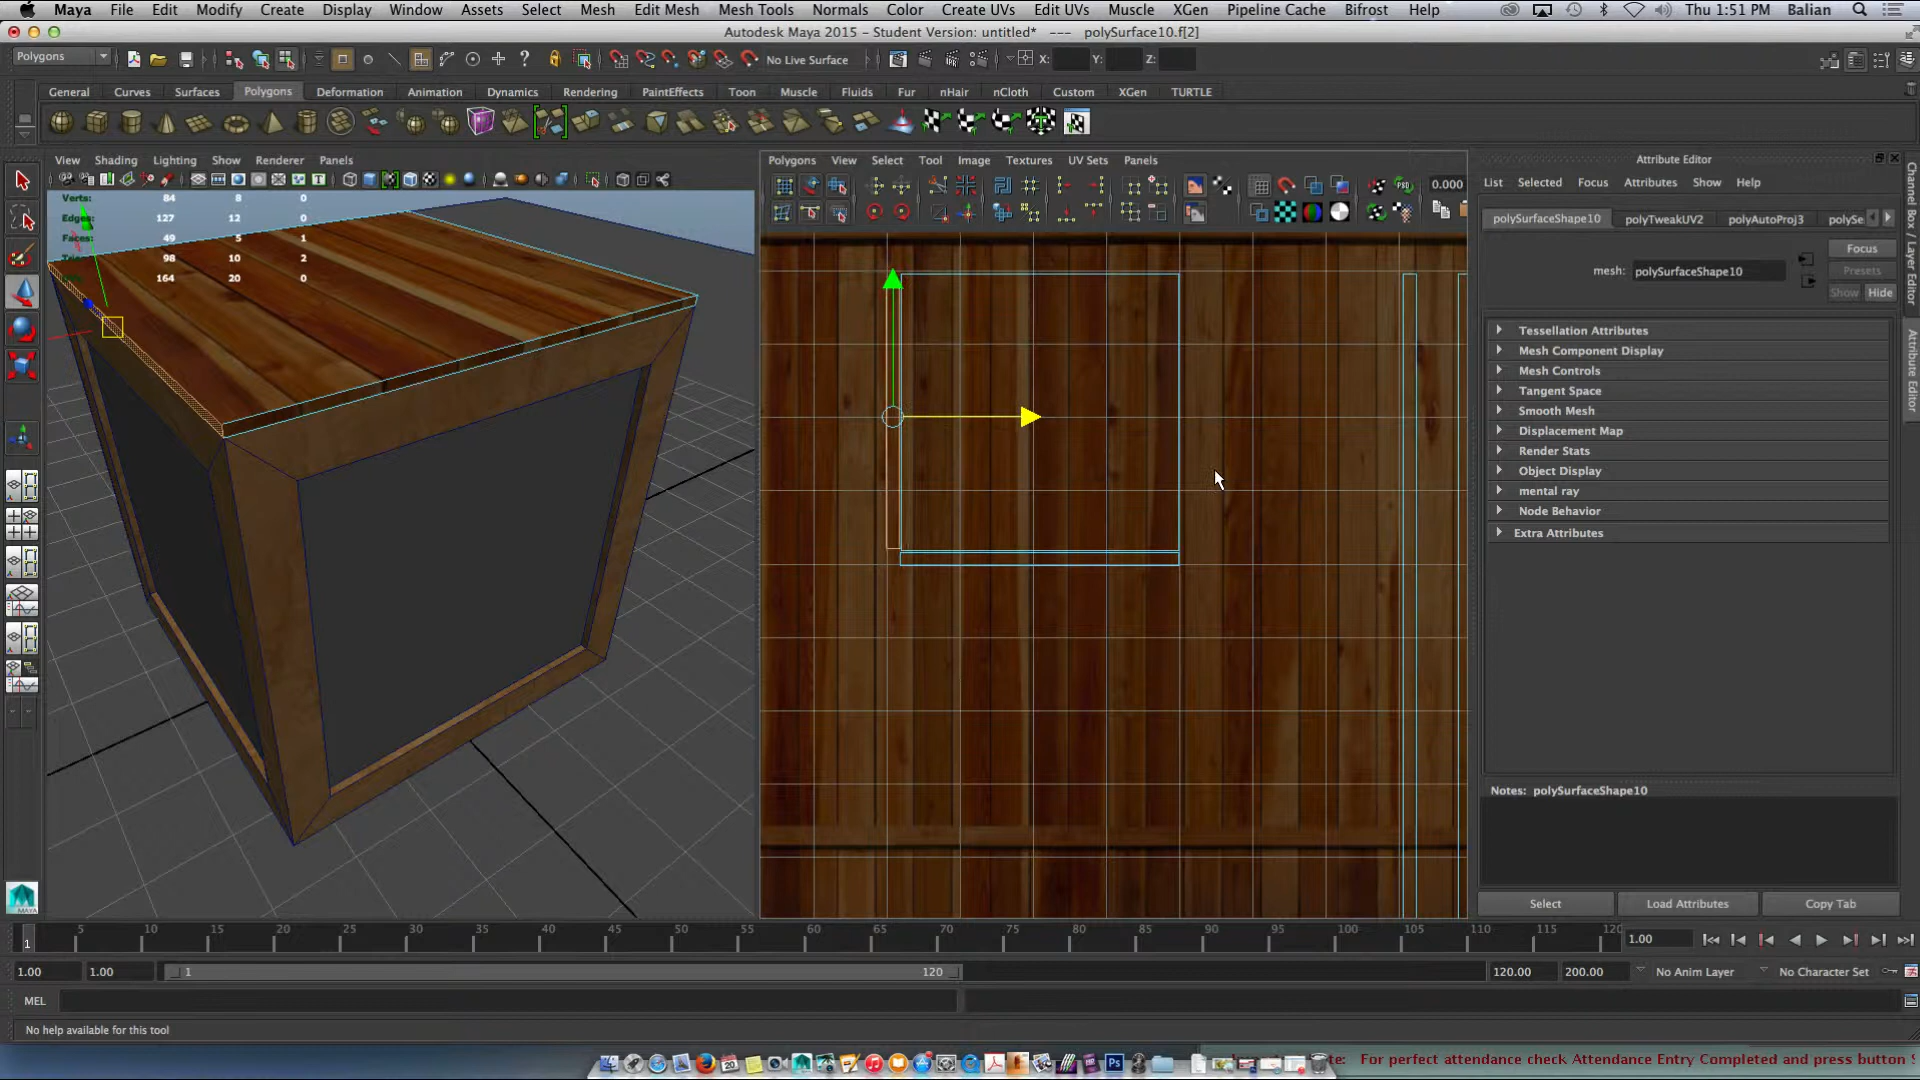 Maya File Edit Modify Create Display Window Assets Select Mesh Edit Mesh Mesh Tools Normals Color Create UVs Edit UVs Muscle XGen Pipeline Cache Bifrost Help Thu 1:51 PM Balian
Autodesk Maya 2015 - Student Version: untitled* --- polySurface10.f[2]
Polygons No Live Surface X: Y: Z:
General Curves Surfaces Polygons Deformation Animation Dynamics Rendering PaintEffects Toon Muscle Fluids Fur nHair nCloth Custom XGen TURTLE
View Shading Lighting Show Renderer Panels
Polygons View Select Tool Image Textures UV Sets Panels
0.000
Verts: 84 8 0
Edges: 127 12 0
Faces: 49 5 1
98 10 2
164 20 0
Attribute Editor
List Selected Focus Attributes Show Help
polySurfaceShape10 polyTweakUV2 polyAutoProj3 polySe
Focus
mesh: polySurfaceShape10 Presets
Show Hide
Tessellation Attributes
Mesh Component Display
Mesh Controls
Tangent Space
Smooth Mesh
Displacement Map
Render Stats
Object Display
mental ray
Node Behavior
Extra Attributes
Notes: polySurfaceShape10
Select Load Attributes Copy Tab
Channel Box / Layer Editor
Attribute Editor
MAYA
1 5 10 15 20 25 30 35 40 45 50 55 60 65 70 75 80 85 90 95 100 105 110 115 120 1.00
1.00 1.00 1 120 120.00 200.00 No Anim Layer No Character Set
MEL
No help available for this tool
te: For perfect attendance check Attendance Entry Completed and press button